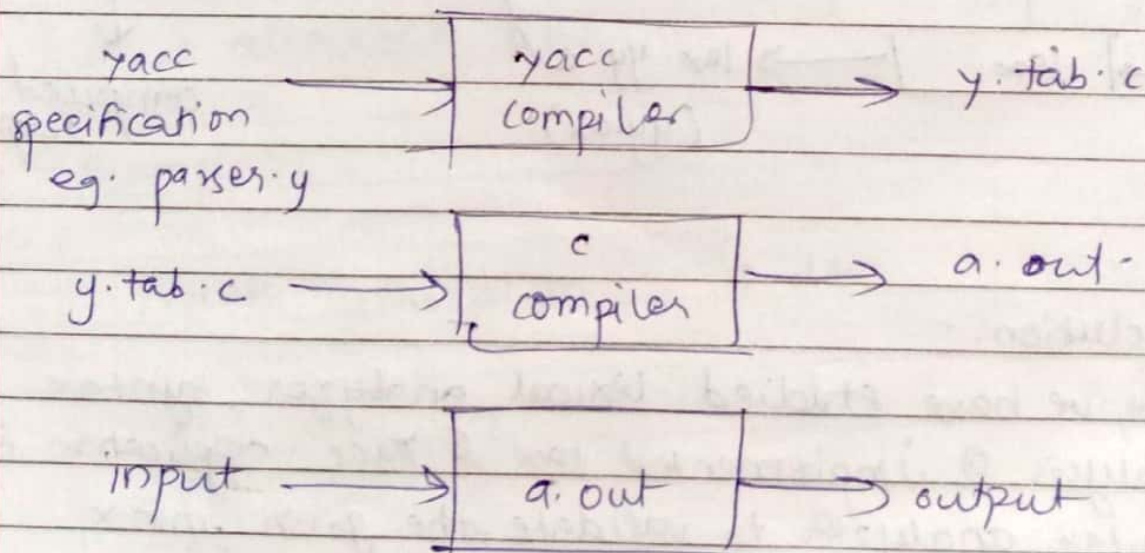 yacc specification eg. parser.y
yacc compiler
y.tab.c
y.tab.c
c compiler
a.out
input
a.out
output